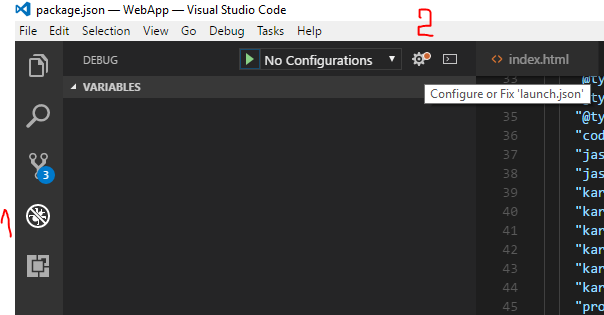 package.json — WebApp — Visual Studio Code
2
File Edit Selection View Go Debug Tasks Help
DEBUG No Configurations index.html
VARIABLES
Configure or Fix 'launch.json'
33 @ty
"@ty
35 "@ty
36 "cod
37 "jas
38 "jas
39 "kar
40 "kar
41 "kar
42 "kar
43 "kar
44 "kar
45 "pro
3
1